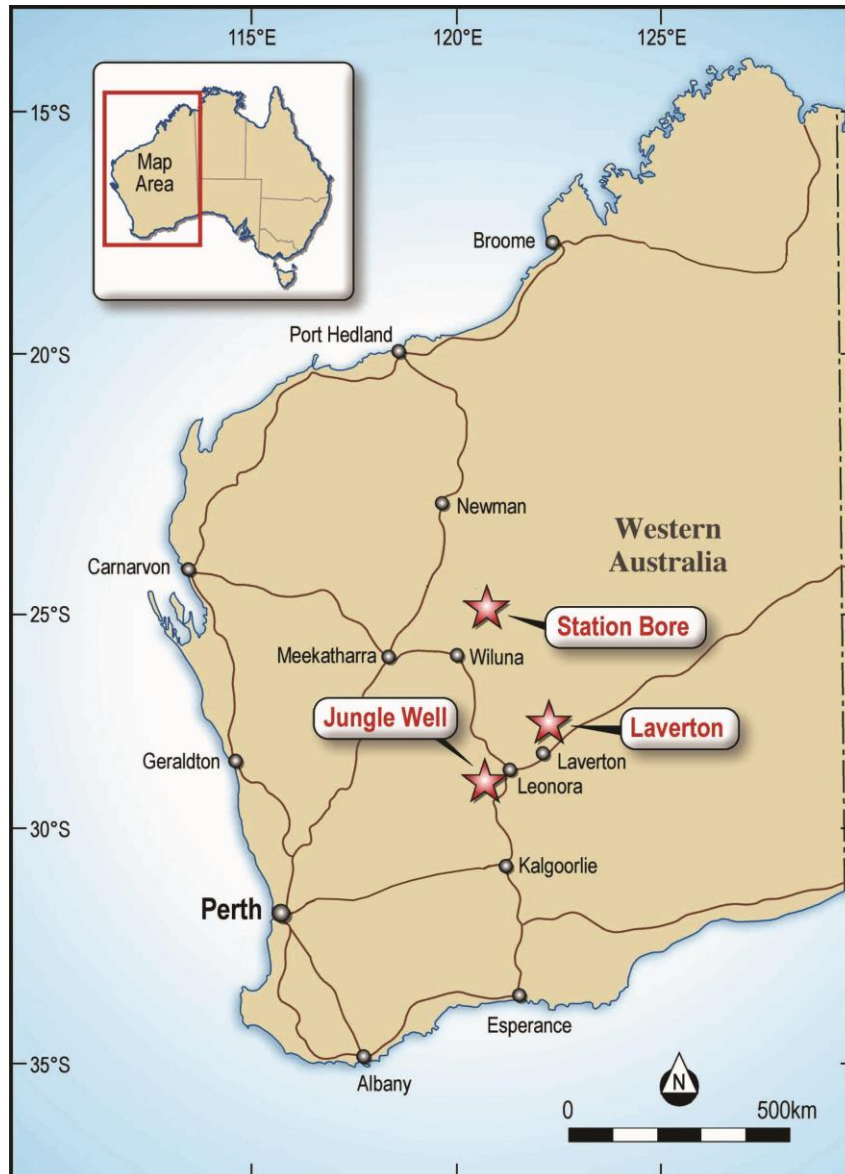 115°E
120°E
125°E
15°S
Map
Area
Broome
Port Hedland
20°S
Newman
Western
Australia
Carnarvon
25°S
Station Bore
Meekatharra
Wiluna
Jungle Well
Laverton
Geraldton
Laverton
Leonora
30°S
Kalgoorlie
Perth
Esperance
35°S
Albany
N
0
500km